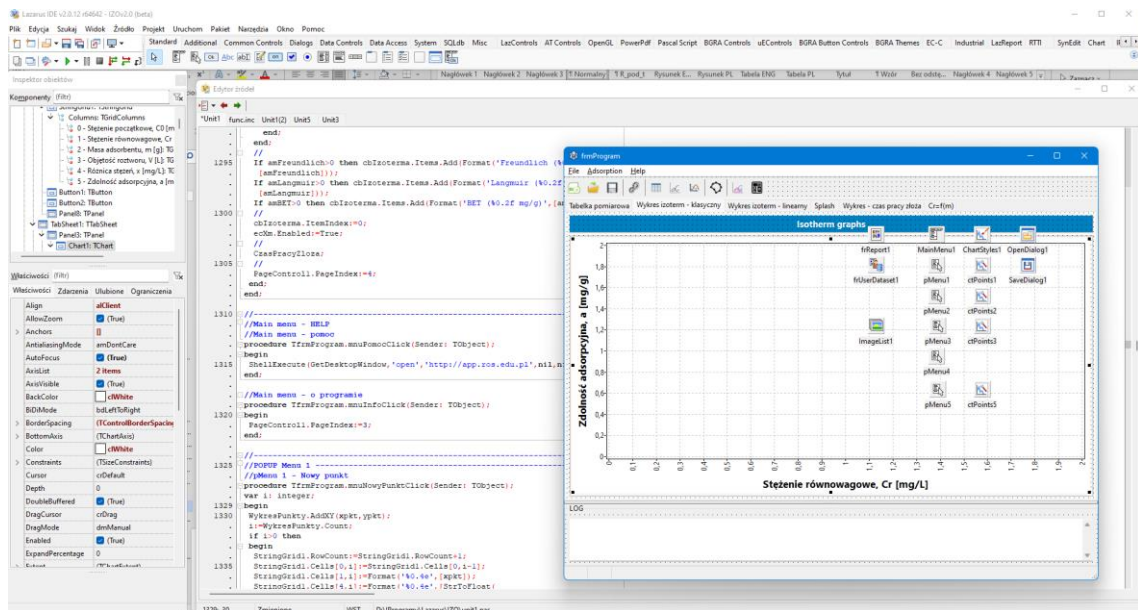 Lazarus IDE v2.0.12 r64642 - IZOv2.0 (beta)
Plik Edycja Szukaj Widok Źródło Projekt Uruchom Pakiet Narzędzia Okno Pomoc
Standard Additional Common Controls Dialogs Data Controls Data Access System SQLdb Misc LazControls AT Controls OpenGL PowerPdf Pascal Script BGRA Controls uEControls BGRA Button Controls BGRA Themes EC-C Industrial LazReport RTTI SynEdit Chart
Nagłówek 1 Nagłówek 2 Nagłówek 3 ¶ Normalny ¶ R_pod_t Rysunek E... Rysunek PL Tabela ENG Tabela PL Tytuł ¶ Wzór Bez odstę... Nagłówek 4 Nagłówek 5
Inspektor obiektów
Komponenty (filtr)
Columns: TGridColumns
0 - Stężenie początkowe, C0 [m
1 - Stężenie równowagowe, Cr
2 - Masa adsorbentu, m [g]: TG
3 - Objętość roztworu, V [L]: TG
4 - Różnica stężeń, x [mg/L]: TG
5 - Zdolność adsorpcyjna, a [m
Button1: TButton
Button2: TButton
Panel8: TPanel
TabSheet1: TTabSheet
Panel3: TPanel
Chart1: TChart
Właściwości (filtr)
Właściwości Zdarzenia Ulubione Ograniczenia
Align alClient
AllowZoom (True)
Anchors []
AntialiasingMode amDontCare
AutoFocus (True)
AxisList 2 items
AxisVisible (True)
BackColor clWhite
BiDiMode bdLeftToRight
BorderSpacing (TControlBorderSpacing
BottomAxis (TChartAxis)
Color clWhite
Constraints (TSizeConstraints)
Cursor crDefault
Depth 0
DoubleBuffered (True)
DragCursor crDrag
DragMode dmManual
Enabled (True)
ExpandPercentage 0
Edytor źródeł
*Unit1 func.inc Unit1(2) Unit5 Unit3
end;
end;
//
1295 If amFreundlich>0 then cbIzoterma.Items.Add(Format('Freundlich (%
[amFreundlich]));
If amLangmuir>0 then cbIzoterma.Items.Add(Format('Langmuir (%0.2f
[amLangmuir]));
If amBET>0 then cbIzoterma.Items.Add(Format('BET (%0.2f mg/g)',[am
1300 //
cbIzoterma.ItemIndex:=0;
ecXm.Enabled:=True;
//
CzasPracyZloza;
1305 //
PageControl1.PageIndex:=4;
end;
end;
1310 //
//Main menu - HELP
//Main menu - pomoc
procedure TfrmProgram.mnuPomocClick(Sender: TObject);
begin
1315 ShellExecute(GetDesktopWindow,'open','http://app.zos.edu.pl',nil,n
end;
//Main menu - o programie
procedure TfrmProgram.mnuInfoClick(Sender: TObject);
1320 begin
PageControl1.PageIndex:=3;
end;
//
1325 //POPUP Menu 1
//pMenu 1 - Nowy punkt
procedure TfrmProgram.mnuNowyPunktClick(Sender: TObject);
var i: integer;
1329 begin
1330 WykresPunkty.AddXY(xpkt,ypkt);
i:=WykresPunkty.Count;
if i>0 then
begin
StringGrid1.RowCount:=StringGrid1.RowCount+1;
1335 StringGrid1.Cells[0,i]:=StringGrid1.Cells[0,i-1];
StringGrid1.Cells[1,i]:=Format('%0.4e',[xpkt]);
StringGrid1.Cells[4,i]:=Format('%0.4e',[StrToFloat(
1329: 30 Zmieniono WST D:\!Programy\Lazarus\IZO\unit1.pas
frmProgram
File Adsorption Help
Tabelka pomiarowa Wykres izoterm - klasyczny Wykres izoterm - linearny Splash Wykres - czas pracy złoża Cr=f(m)
Isotherm graphs
frReport1 MainMenu1 ChartStyles1 OpenDialog1
frUserDataset1 pMenu1 ctPoints1 SaveDialog1
pMenu2 ctPoints2
ImageList1 pMenu3 ctPoints3
pMenu4
pMenu5 ctPoints5
Zdolność adsorpcyjna, a [mg/g]
2
1,8
1,6
1,4
1,2
1
0,8
0,6
0,4
0,2
0
0 0,1 0,2 0,3 0,4 0,5 0,6 0,7 0,8 0,9 1 1,1 1,2 1,3 1,4 1,5 1,6 1,7 1,8 1,9 2
Stężenie równowagowe, Cr [mg/L]
LOG